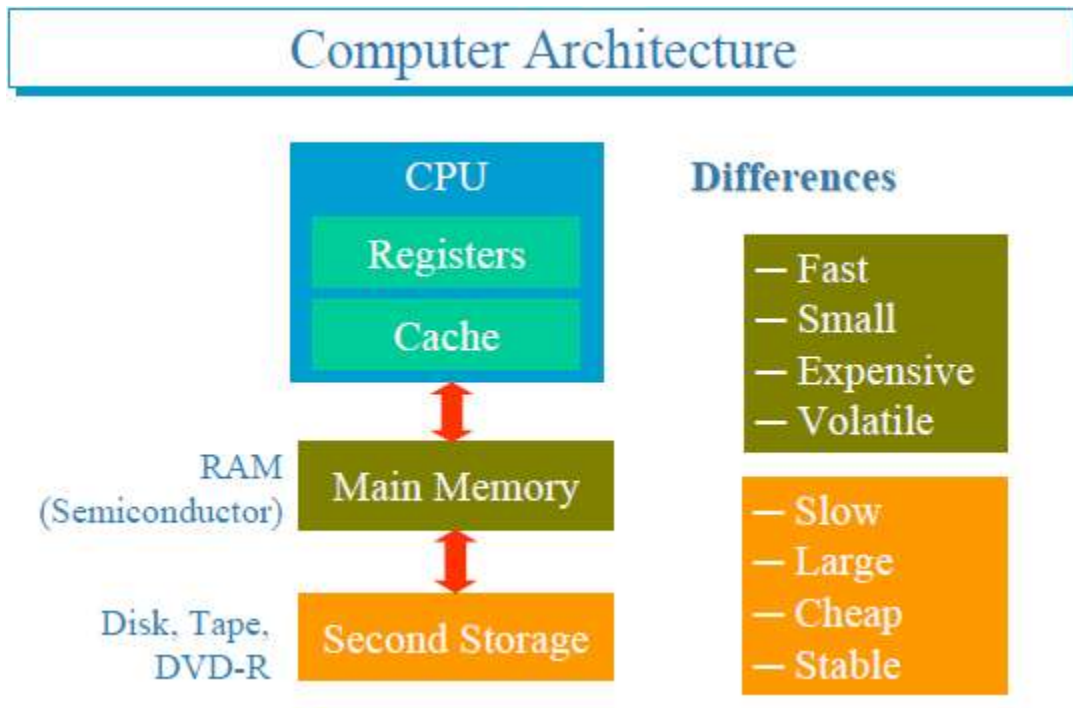 Computer Architecture
CPU
Registers
Cache
RAM
(Semiconductor)
Main Memory
Disk, Tape,
DVD-R
Second Storage
Differences
— Fast
— Small
— Expensive
— Volatile
— Slow
— Large
— Cheap
— Stable